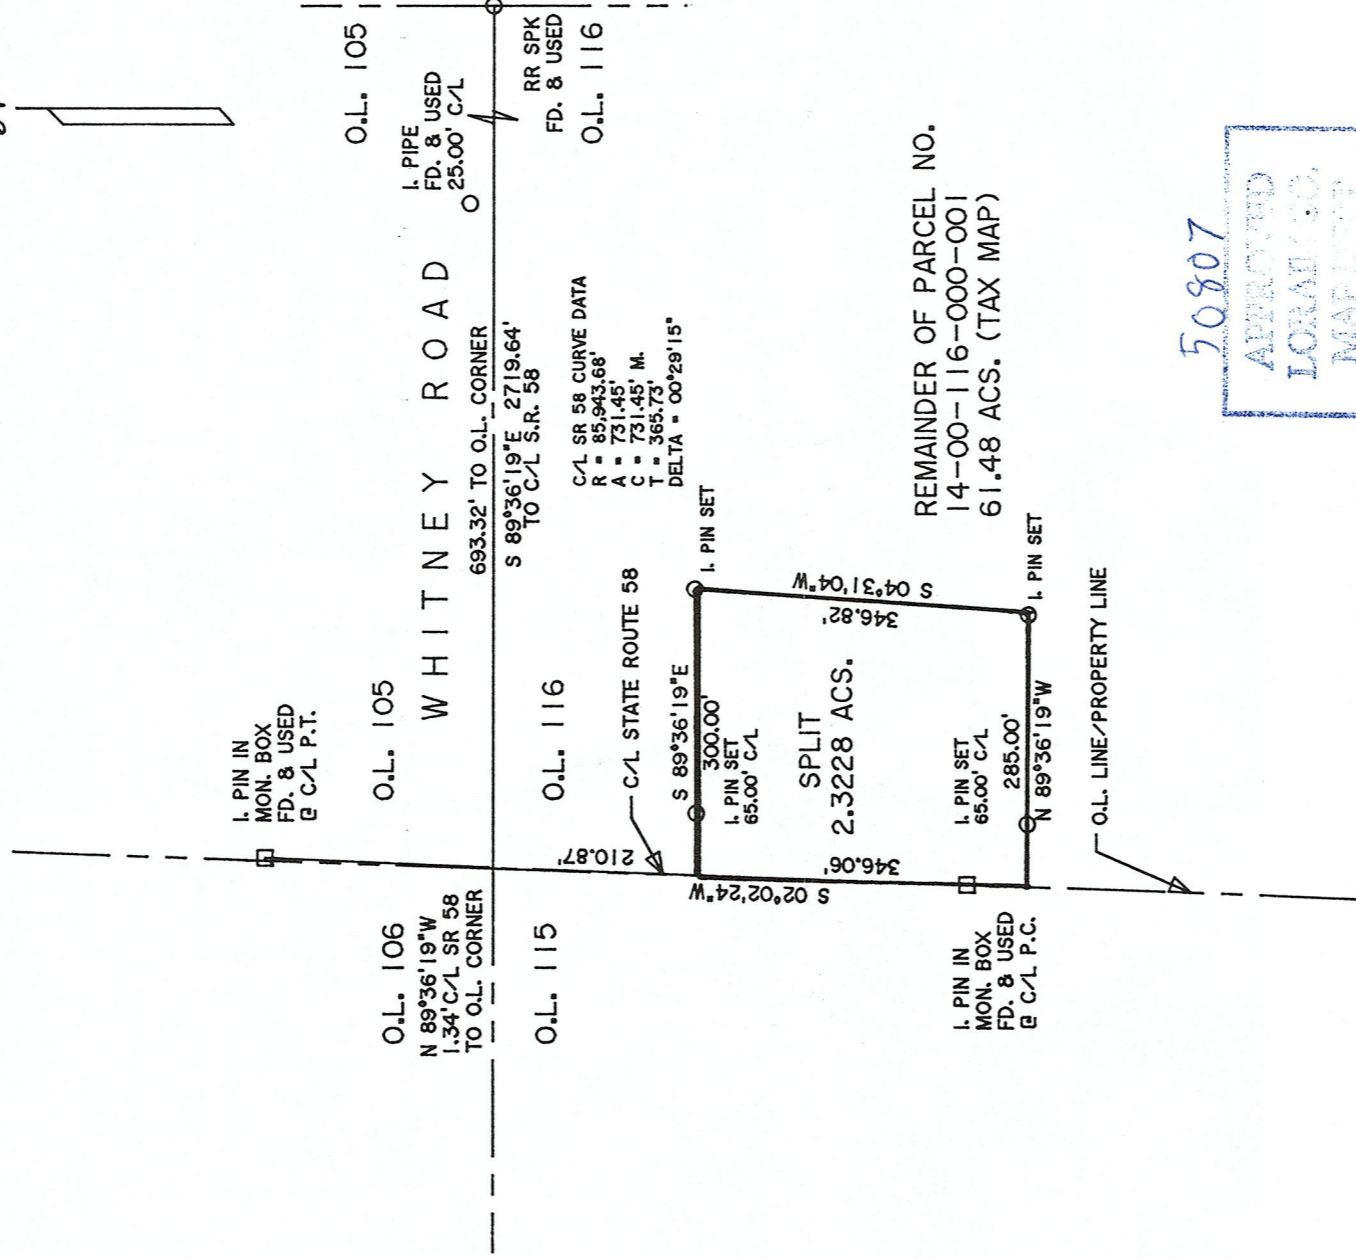 O.L. 105
I. PIPE
FD. & USED
25.00' C/L
RR SPK
FD. & USED
O.L. 116
WHITNEY ROAD
693.32' TO O.L. CORNER
S 89°36'19"E 2719.64'
TO C/L S.R. 58
C/L SR 58 CURVE DATA
R = 85,943.68'
A = 731.45'
C = 731.45' M.
T = 365.73'
DELTA = 00°29'15"
I. PIN IN
MON. BOX
FD. & USED
@ C/L P.T.
O.L. 105
O.L. 116
C/L STATE ROUTE 58
210.87'
O.L. 106
N 89°36'19"W
1.34' C/L SR 58
TO O.L. CORNER
O.L. 115
I. PIN SET
S 89°36'19"E
300.00'
I. PIN SET
65.00' C/L
SPLIT
2.3228 ACS.
S 04°31'04"W
346.82'
346.06'
S 02°02'24"W
I. PIN SET
65.00' C/L
285.00'
N 89°36'19"W
I. PIN SET
I. PIN IN
MON. BOX
FD. & USED
@ C/L P.C.
O.L. LINE/PROPERTY LINE
REMAINDER OF PARCEL NO.
14-00-116-000-001
61.48 ACS. (TAX MAP)
50807
APPROVED
LORAIN CO.
MAP DEPT.